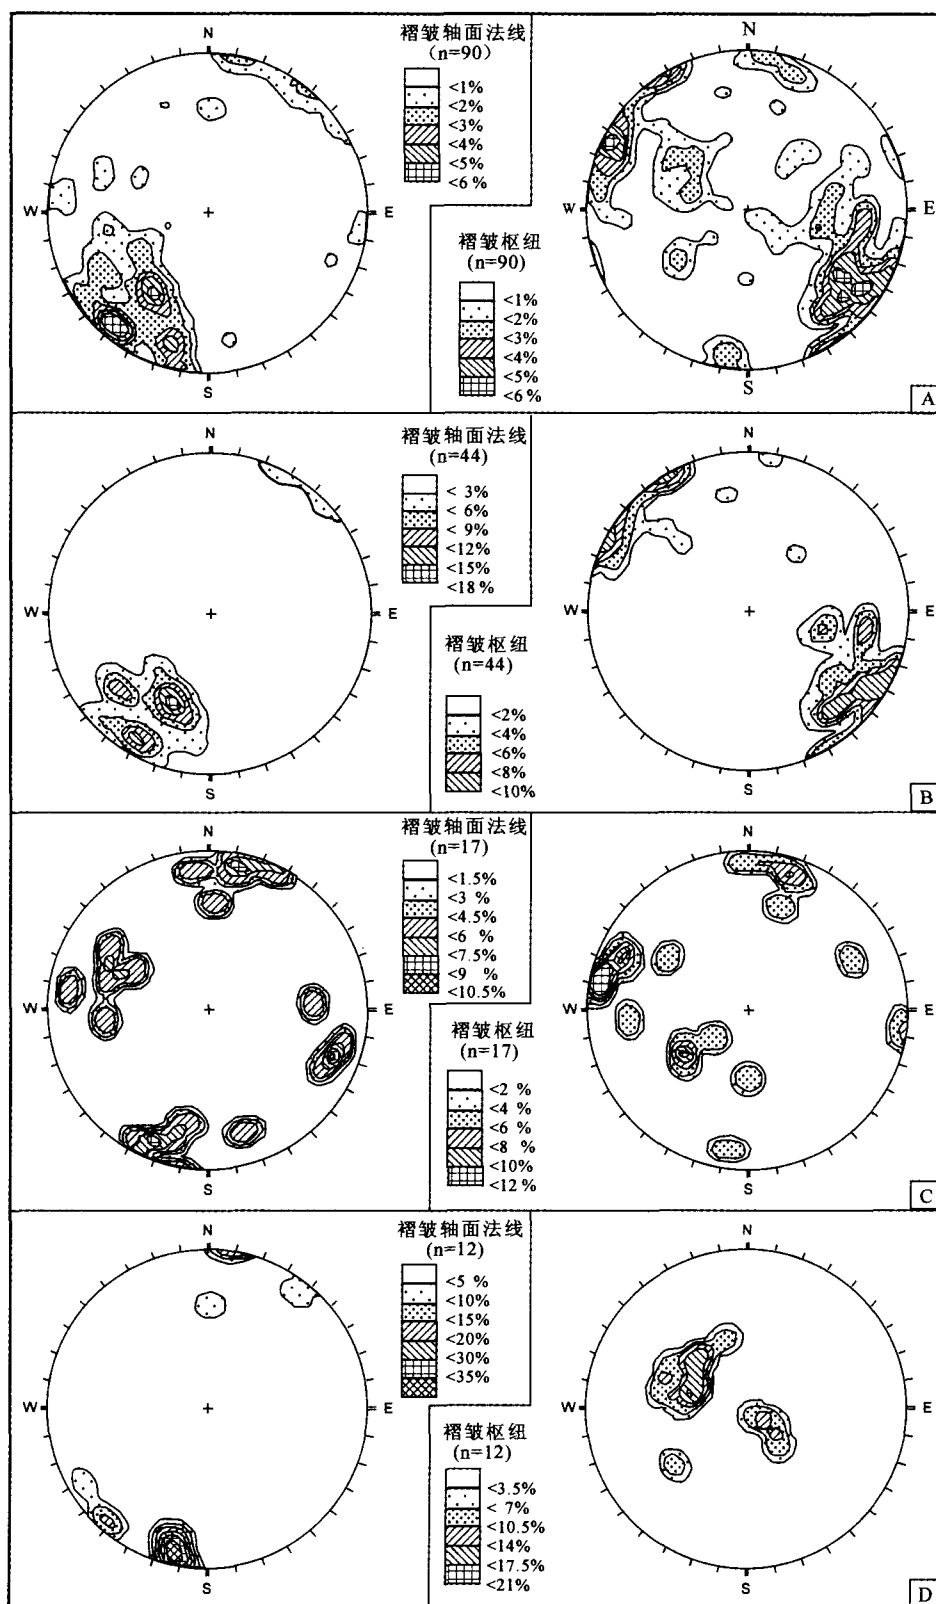 N
W
E
S
褶皱轴面法线
(n=90)
<1%
<2%
<3%
<4%
<5%
<6%
褶皱枢纽
(n=90)
<1%
<2%
<3%
<4%
<5%
<6%
N
W
E
S
A
N
W
E
S
褶皱轴面法线
(n=44)
< 3%
< 6%
< 9%
<12%
<15%
<18%
褶皱枢纽
(n=44)
<2%
<4%
<6%
<8%
<10%
N
W
E
S
B
N
W
E
S
褶皱轴面法线
(n=17)
<1.5%
<3 %
<4.5%
<6 %
<7.5%
<9 %
<10.5%
褶皱枢纽
(n=17)
<2 %
<4 %
<6 %
<8 %
<10%
<12 %
N
W
E
S
C
N
W
E
S
褶皱轴面法线
(n=12)
<5 %
<10%
<15%
<20%
<30%
<35%
褶皱枢纽
(n=12)
<3.5%
< 7%
<10.5%
<14%
<17.5%
<21%
N
W
E
S
D